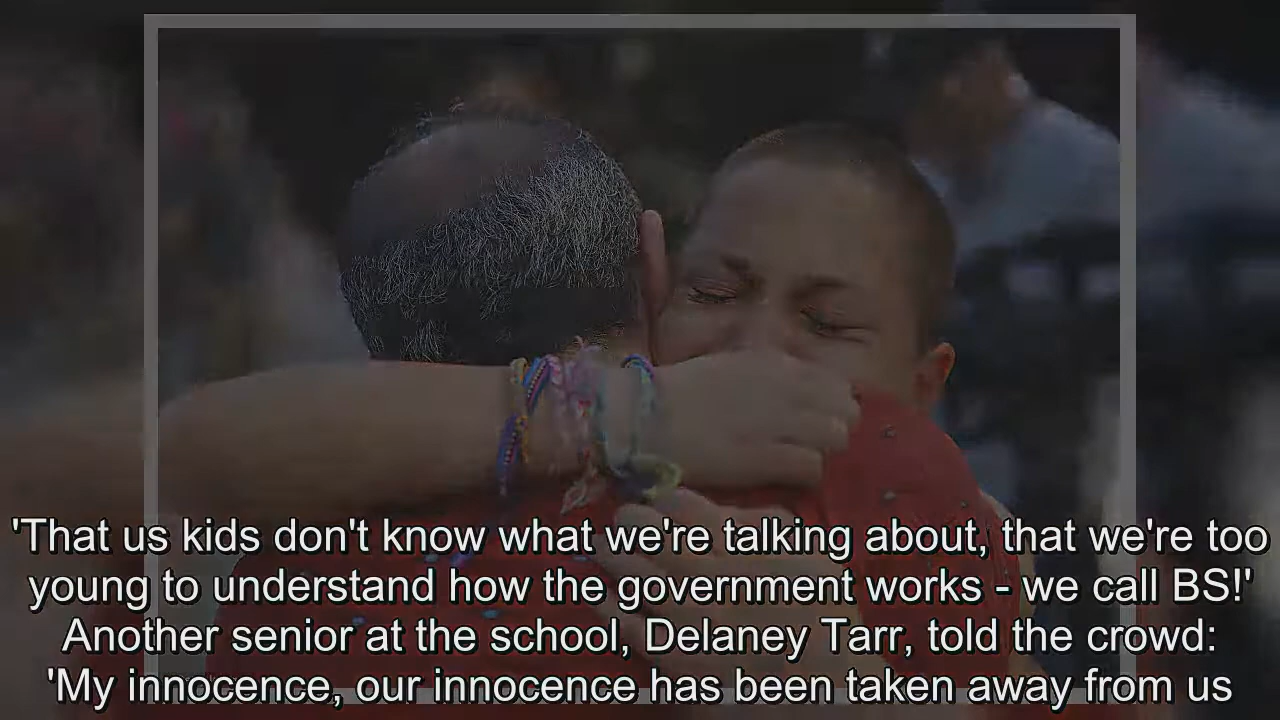 'That us kids don't know what we're talking about, that we're too
young to understand how the government works - we call BS!'
Another senior at the school, Delaney Tarr, told the crowd:
'My innocence, our innocence has been taken away from us